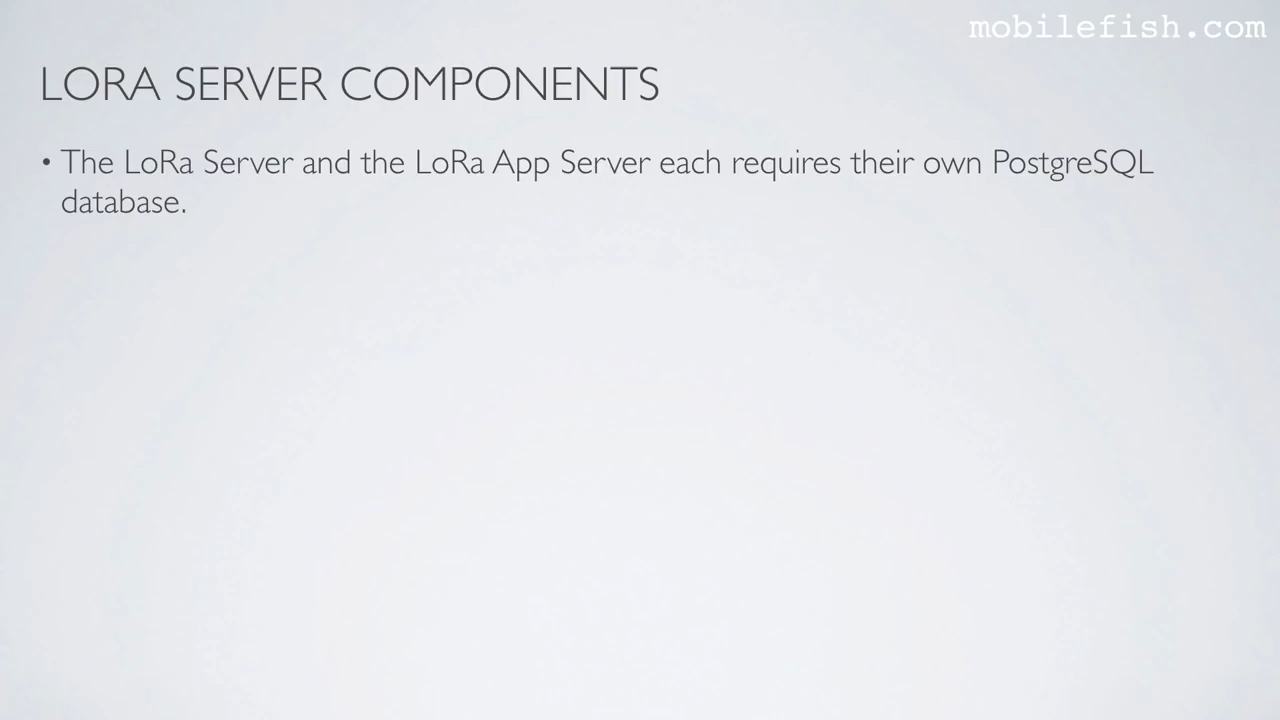 mobilefish.com
LORA SERVER COMPONENTS
• The LoRa Server and the LoRa App Server each requires their own PostgreSQL
database.